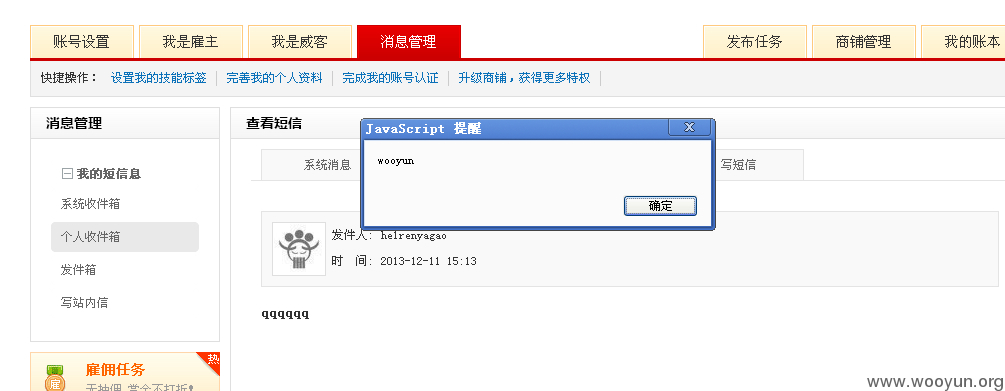 账号设置 我是雇主 我是威客 消息管理 发布任务 商铺管理 我的账本
快捷操作： 设置我的技能标签 完善我的个人资料 完成我的账号认证 升级商铺，获得更多特权
消息管理
我的短信息
系统收件箱
个人收件箱
发件箱
写站内信
雇佣任务
热
雇
无抽佣 赏金不打折!
查看短信
系统消息 写短信
JavaScript 提醒
wooyun
确定
发件人: helrenyagao
时 间: 2013-12-11 15:13
qqqqqq
www.wooyun.org